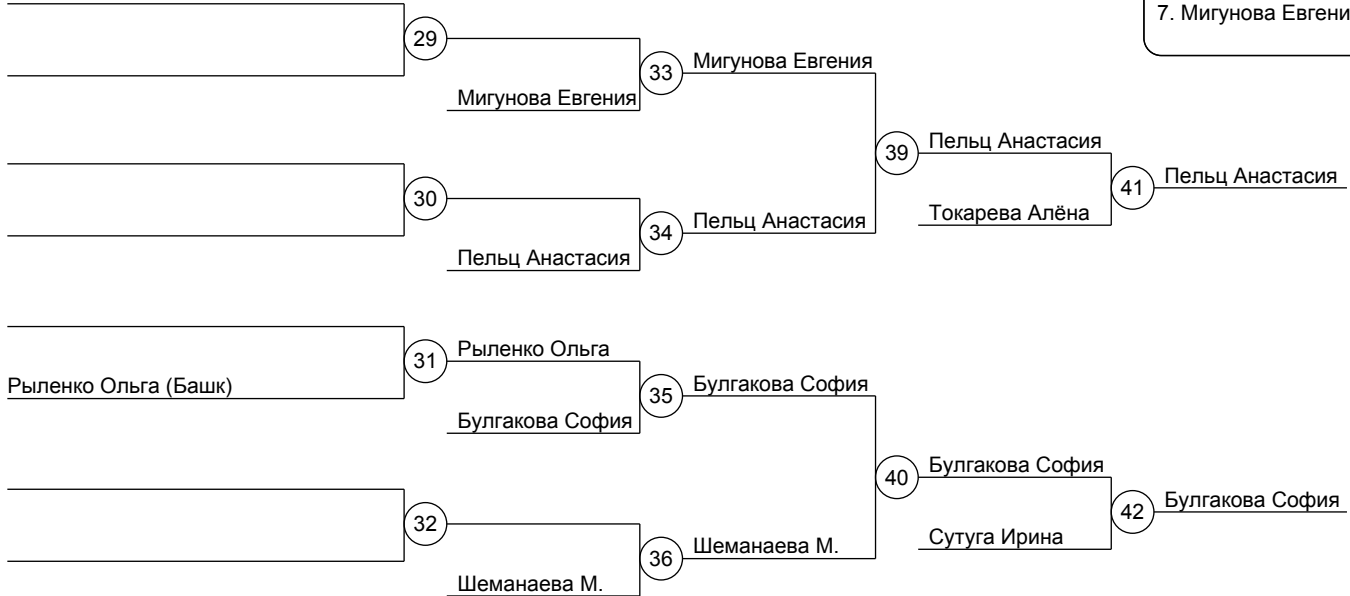 7. Мигунова Евгени
29
Мигунова Евгения
33
Мигунова Евгения
39
Пельц Анастасия
41
Пельц Анастасия
30
Пельц Анастасия
34
Пельц Анастасия
Токарева Алёна
Рыленко Ольга (Башк)
31
Рыленко Ольга
Булгакова София
35
Булгакова София
40
Булгакова София
42
Булгакова София
32
Шеманаева М.
36
Шеманаева М.
Сутуга Ирина